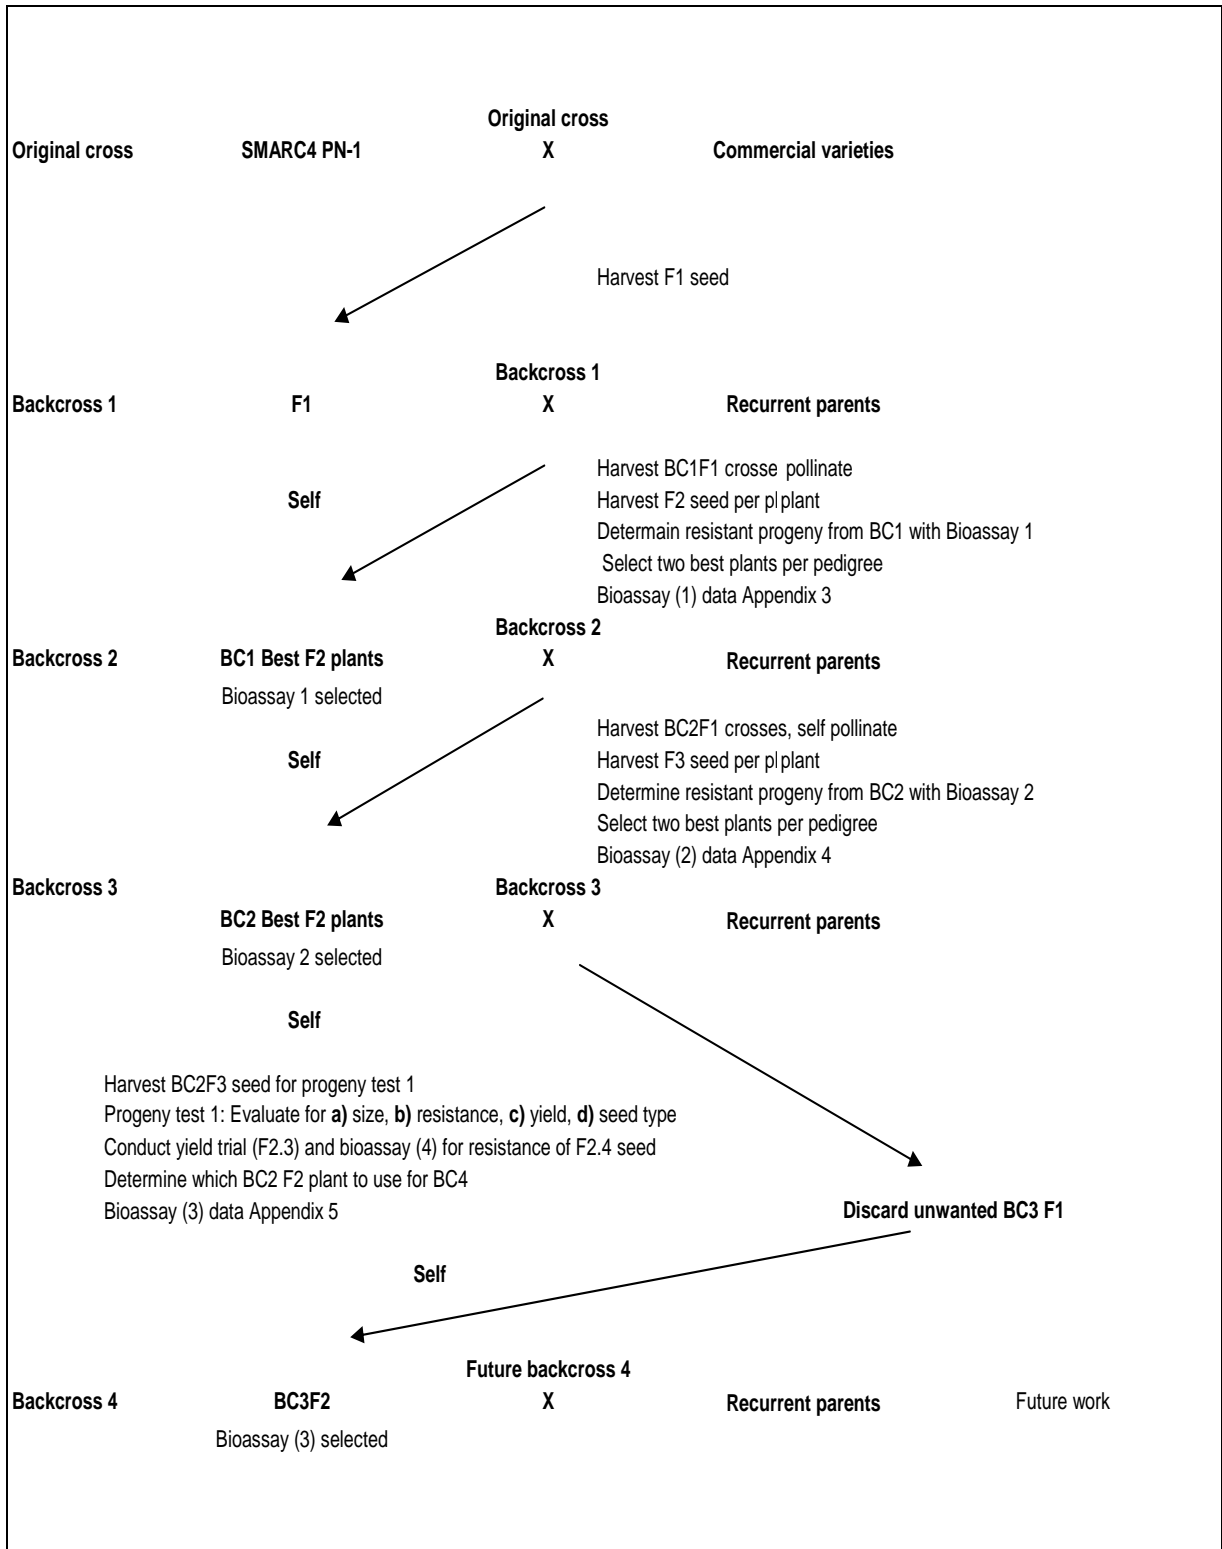 Original cross
Original cross SMARC4 PN-1 X Commercial varieties
Harvest F1 seed
Backcross 1
Backcross 1 F1 X Recurrent parents
Harvest BC1F1 crosse pollinate
Self Harvest F2 seed per pl plant
Determain resistant progeny from BC1 with Bioassay 1
Select two best plants per pedigree
Bioassay (1) data Appendix 3
Backcross 2
Backcross 2 BC1 Best F2 plants X Recurrent parents
Bioassay 1 selected
Harvest BC2F1 crosses, self pollinate
Self Harvest F3 seed per pl plant
Determine resistant progeny from BC2 with Bioassay 2
Select two best plants per pedigree
Bioassay (2) data Appendix 4
Backcross 3 Backcross 3
BC2 Best F2 plants X Recurrent parents
Bioassay 2 selected
Self
Harvest BC2F3 seed for progeny test 1
Progeny test 1: Evaluate for a) size, b) resistance, c) yield, d) seed type
Conduct yield trial (F2.3) and bioassay (4) for resistance of F2.4 seed
Determine which BC2 F2 plant to use for BC4
Bioassay (3) data Appendix 5 Discard unwanted BC3 F1
Self
Future backcross 4
Backcross 4 BC3F2 X Recurrent parents Future work
Bioassay (3) selected